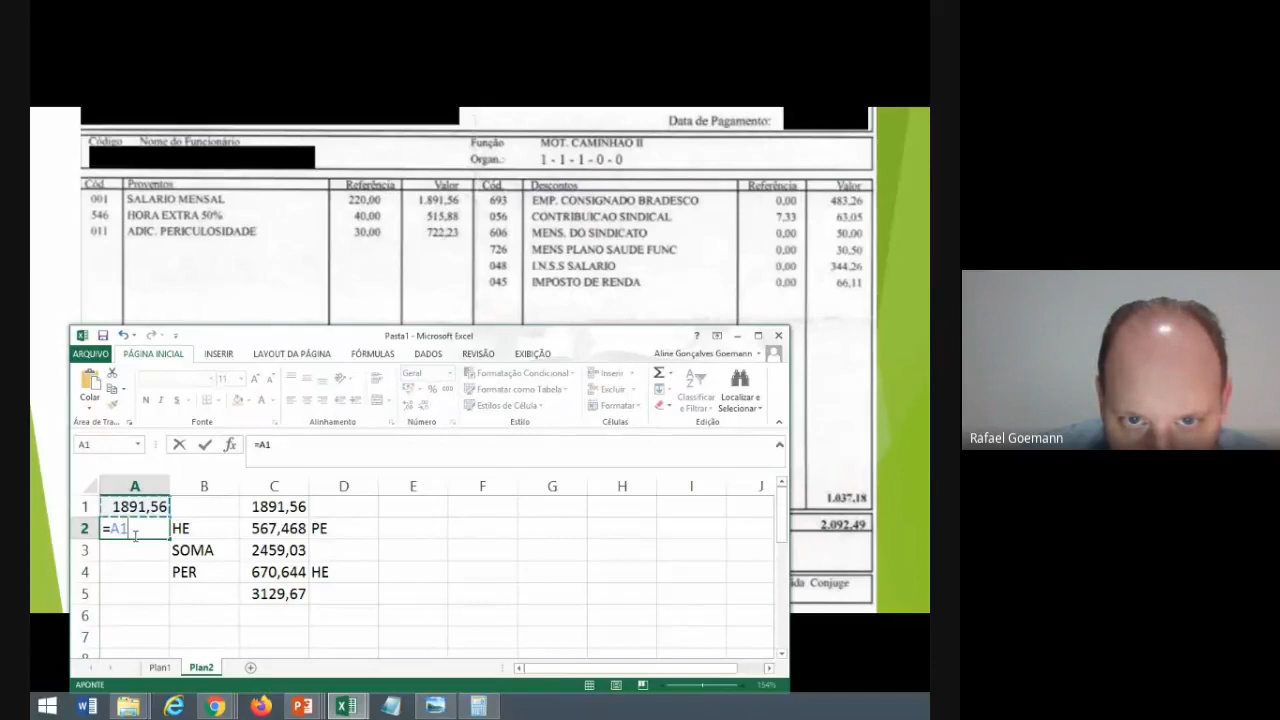 Data de Pagamento:
Código Nome do Funcionário Função MOT. CAMINHAO II
Organ.: 1 - 1 - 1 - 0 - 0
Cód. Proventos Referência Valor Cód. Descontos Referência Valor
001 SALARIO MENSAL 220,00 1.891,56 693 EMP. CONSIGNADO BRADESCO 0,00 483,26
546 HORA EXTRA 50% 40,00 515,88 056 CONTRIBUICAO SINDICAL 7,33 63,05
011 ADIC. PERICULOSIDADE 30,00 722,23 606 MENS. DO SINDICATO 0,00 50,00
726 MENS PLANO SAUDE FUNC 0,00 30,50
048 I.N.S.S SALARIO 0,00 344,26
045 IMPOSTO DE RENDA 0,00 66,11
Pasta1 - Microsoft Excel
ARQUIVO PÁGINA INICIAL INSERIR LAYOUT DA PÁGINA FÓRMULAS DADOS REVISÃO EXIBIÇÃO Aline Gonçalves Goemann
Colar
11
N I S
Geral
% 000
Formatação Condicional
Formatar como Tabela
Estilos de Célula
Inserir
Excluir
Formatar
Classificar e Filtrar
Localizar e Selecionar
Área de Tra... Fonte Alinhamento Número Estilo Células Edição
A1 fx =A1
A B C D E F G H I J
1 1891,56 1891,56
2 =A1 HE 567,468 PE
3 SOMA 2459,03
4 PER 670,644 HE
5 3129,67
6
7
8
1.037,18
2.092,49
Conjuge
Plan1 Plan2
APONTE 154%
Rafael Goemann